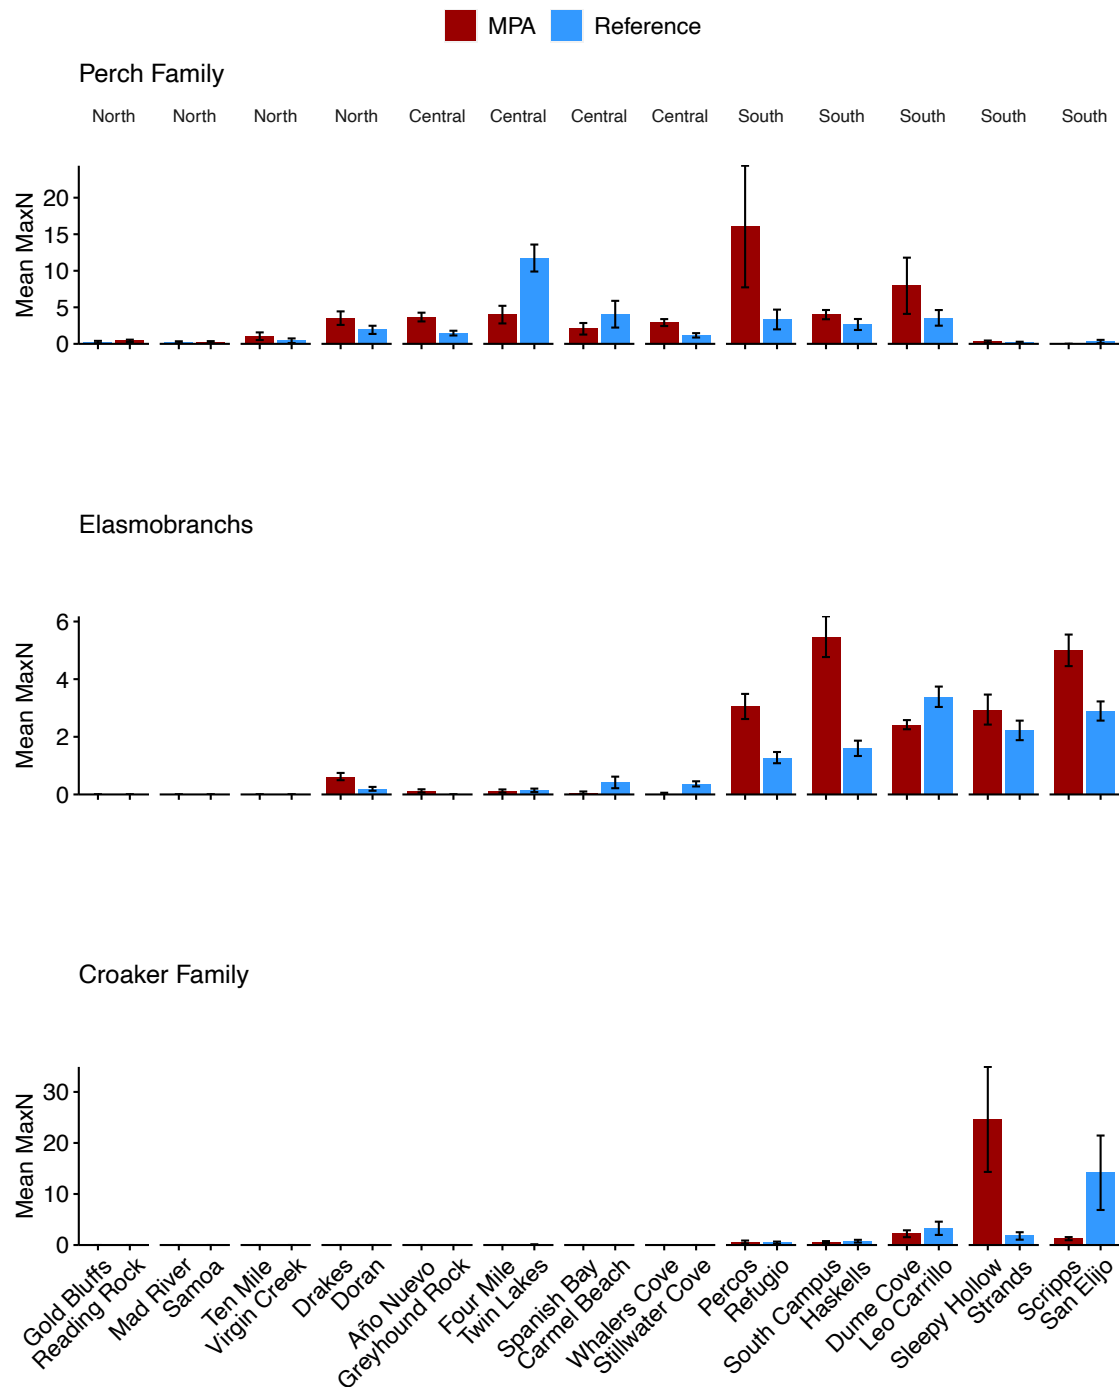 MPA Reference
Perch Family
North North North North Central Central Central Central South South South South South
Mean MaxN
20
15
10
5
0
Elasmobranchs
Mean MaxN
6
4
2
0
Croaker Family
Mean MaxN
30
20
10
0
Gold Bluffs
Reading Rock
Mad River
Samoa
Ten Mile
Virgin Creek
Drakes
Doran
Año Nuevo
Greyhound Rock
Four Mile
Twin Lakes
Spanish Bay
Carmel Beach
Whalers Cove
Stillwater Cove
Percos
Refugio
South Campus
Haskells
Dume Cove
Leo Carrillo
Sleepy Hollow
Strands
Scripps
San Elijo